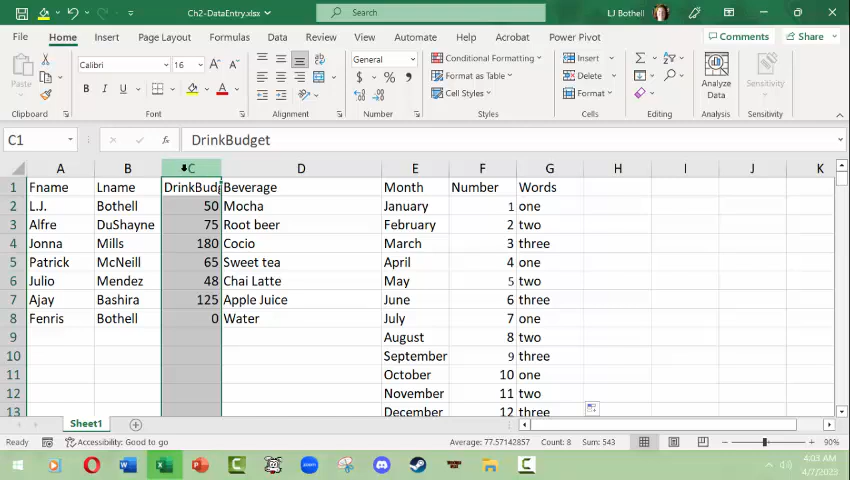 Ch2-DataEntry.xlsx
Search
LJ Bothell
File Home Insert Page Layout Formulas Data Review View Automate Help Acrobat Power Pivot Comments Share
Paste
Calibri 16
B I U
A A
General
$ % ,
Conditional Formatting
Format as Table
Cell Styles
Insert
Delete
Format
Analyze Data
Sensitivity
Clipboard Font Alignment Number Styles Cells Editing Analysis Sensitivity
C1 fx DrinkBudget
A B C D E F G H I J K
1 Fname Lname DrinkBud Beverage Month Number Words
2 L.J. Bothell 50 Mocha January 1 one
3 Alfre DuShayne 75 Root beer February 2 two
4 Jonna Mills 180 Cocio March 3 three
5 Patrick McNeill 65 Sweet tea April 4 one
6 Julio Mendez 48 Chai Latte May 5 two
7 Ajay Bashira 125 Apple Juice June 6 three
8 Fenris Bothell 0 Water July 7 one
9 August 8 two
10 September 9 three
11 October 10 one
12 November 11 two
13 December 12 three
Sheet1
Ready Accessibility: Good to go Average: 77.57142857 Count: 8 Sum: 543 90%
4:03 AM
4/7/2023